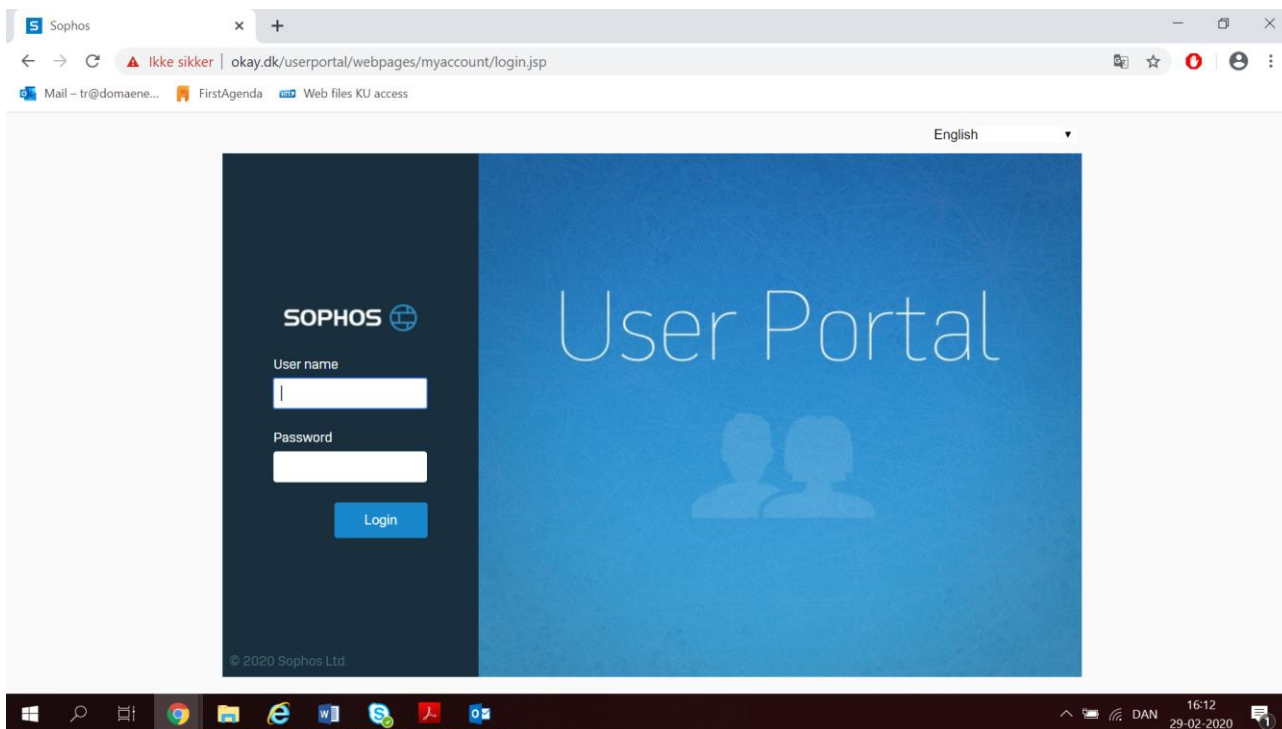 Sophos
Ikke sikker | okay.dk/userportal/webpages/myaccount/login.jsp
Mail – tr@domaene... FirstAgenda Web files KU access
English
SOPHOS
User name
Password
Login
© 2020 Sophos Ltd.
User Portal
DAN 16:12
29-02-2020